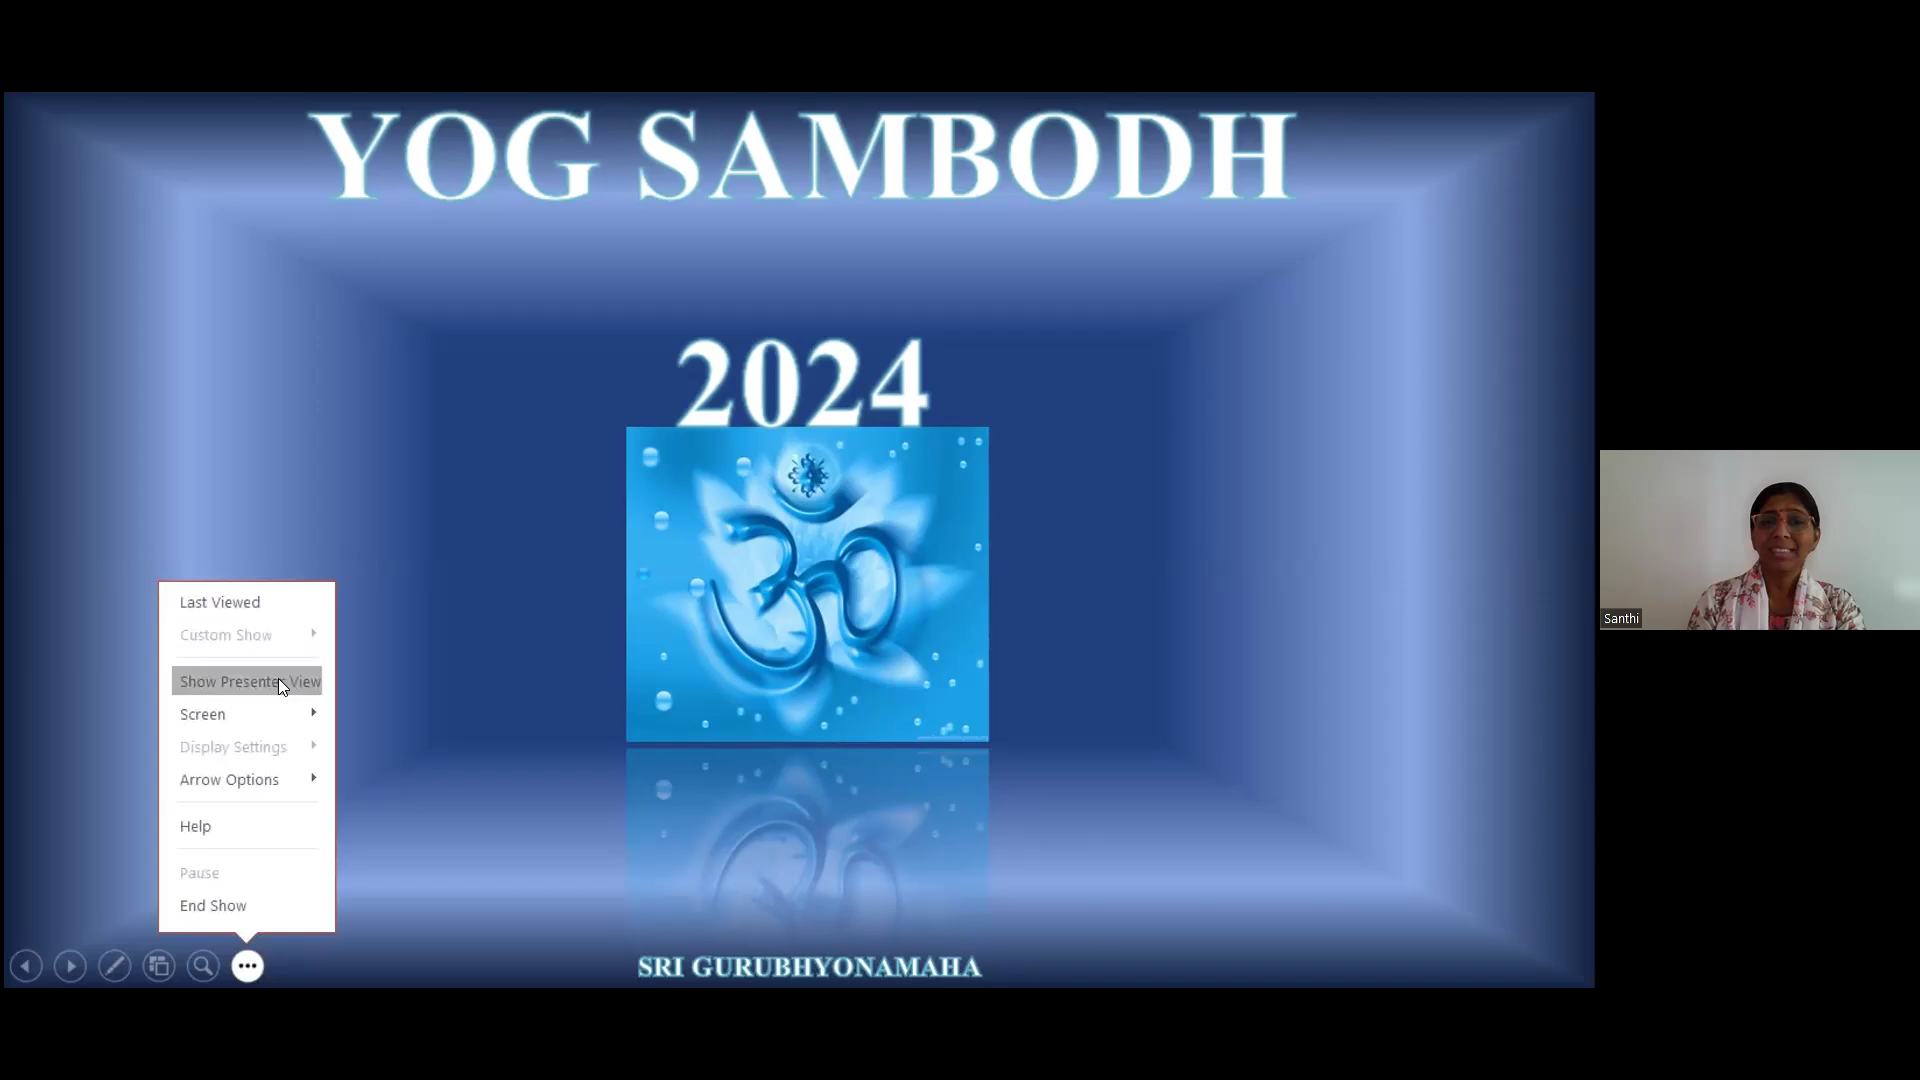 YOG SAMBODH
2024
Last Viewed
Custom Show
Show Presenter View
Screen
Display Settings
Arrow Options
Help
Pause
End Show
SRI GURUBHYONAMAHA
Santhi